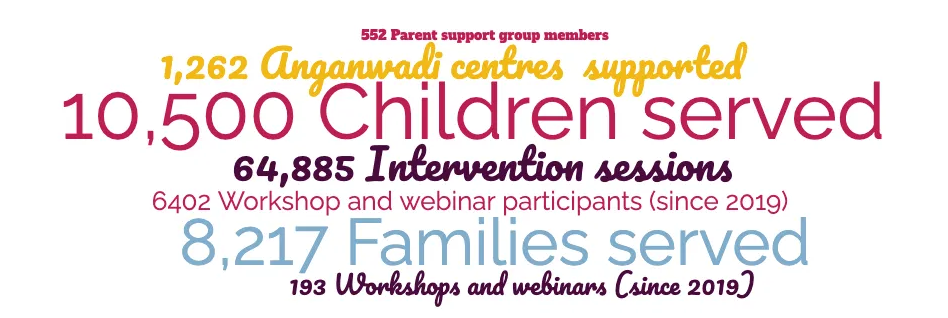 552 Parent support group members
1,262 Anganwadi centres supported
10,500 Children served
64,885 Intervention sessions
6402 Workshop and webinar participants (since 2019)
8,217 Families served
193 Workshops and webinars (since 2019)